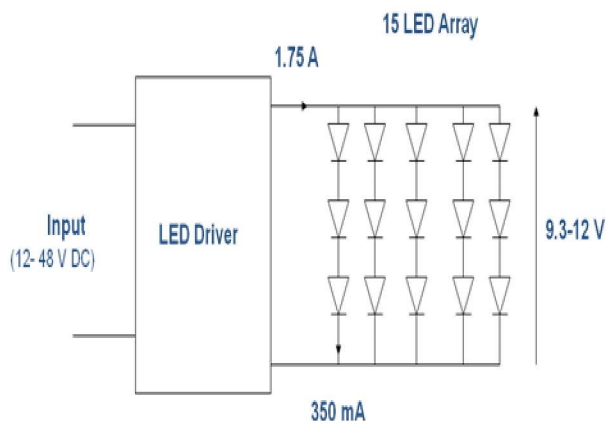 15 LED Array
1.75 A
Input
(12- 48 V DC)
LED Driver
9.3-12 V
350 mA